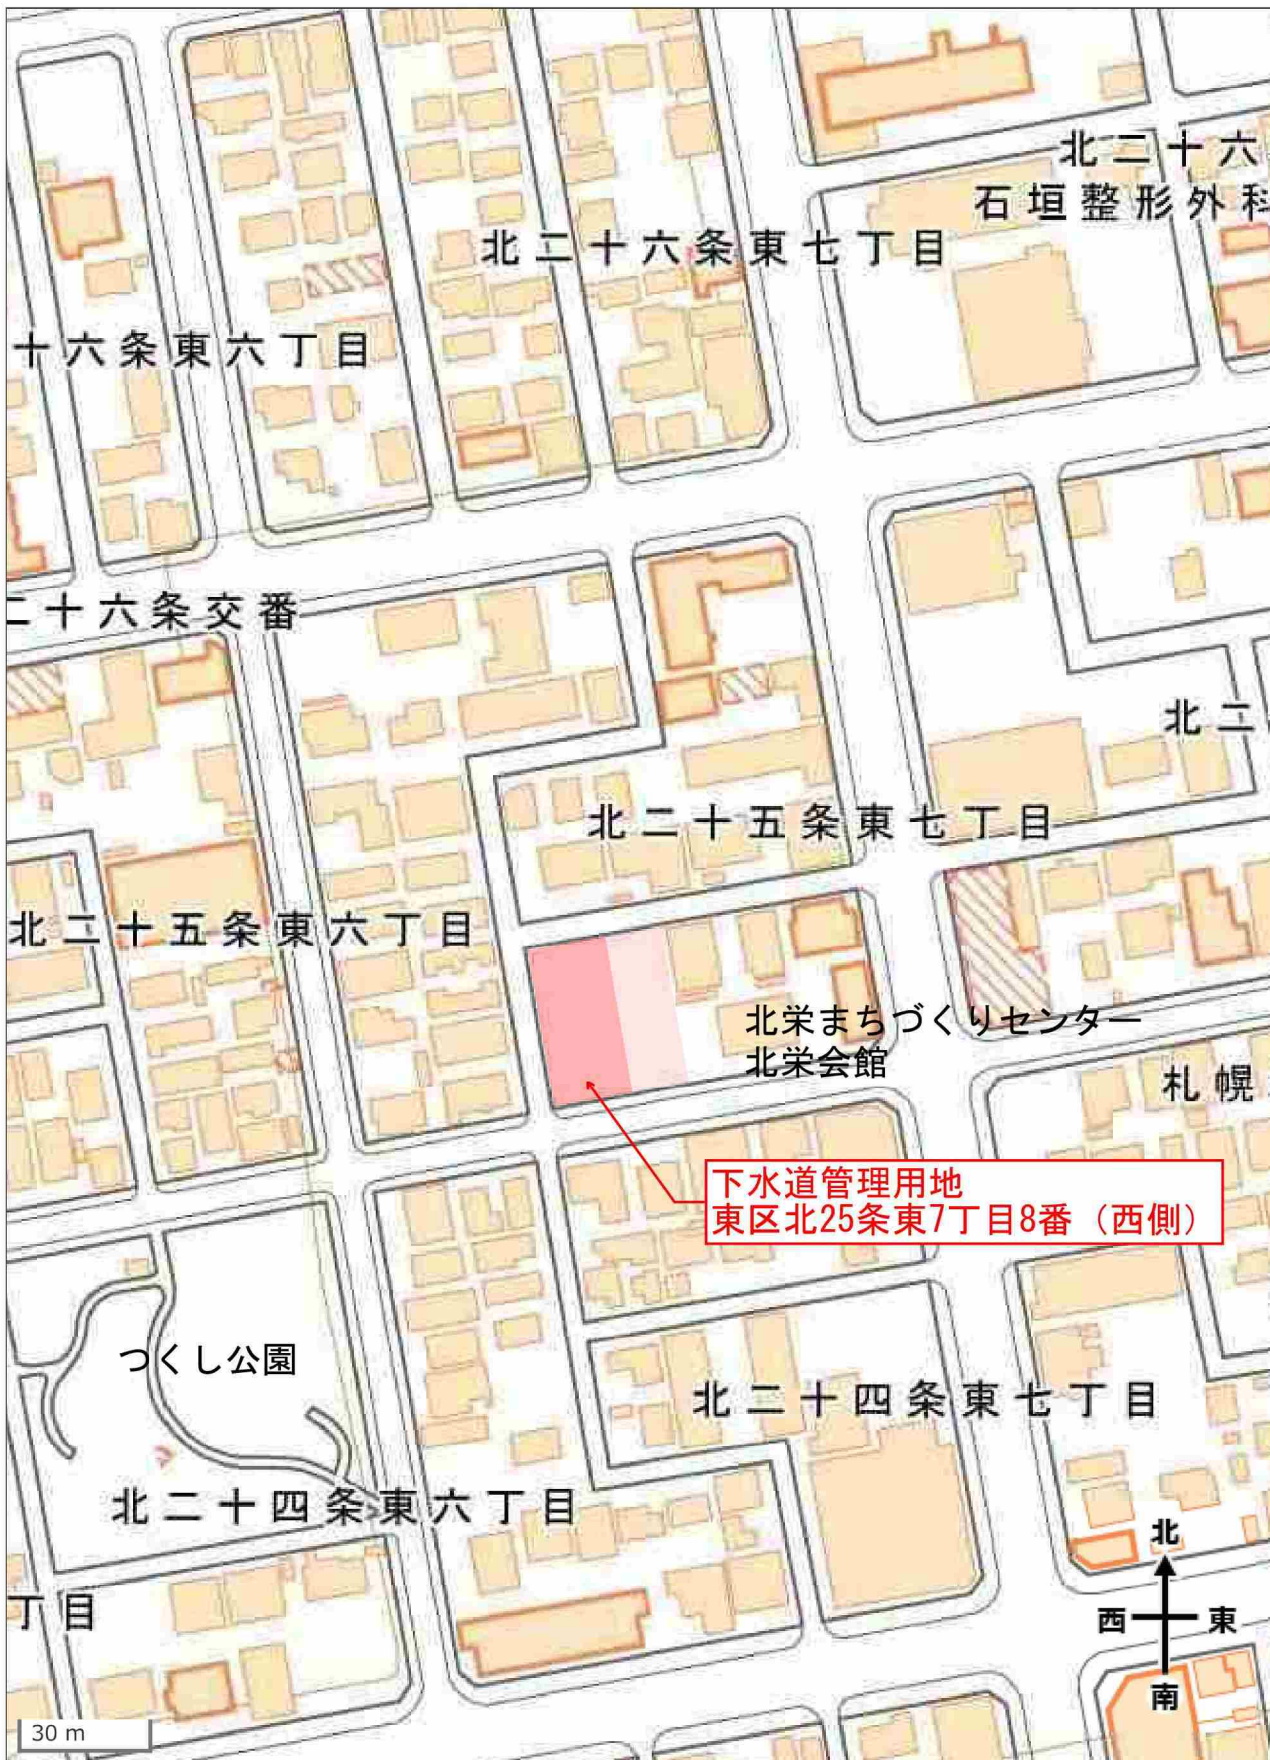 北二十六
石垣整形外科
北二十六条東七丁目
十六条東六丁目
二十六条交番
北二
北二十五条東七丁目
北二十五条東六丁目
北栄まちづくりセンター
北栄会館
札幌
下水道管理用地
東区北25条東7丁目8番（西側）
つくし公園
北二十四条東七丁目
北二十四条東六丁目
北
丁目
西
東
南
30 m